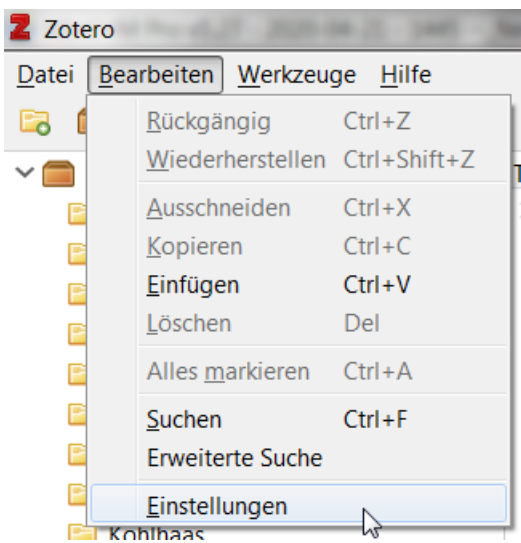 Zotero
Datei Bearbeiten Werkzeuge Hilfe
Rückgängig Ctrl+Z
Wiederherstellen Ctrl+Shift+Z
Ausschneiden Ctrl+X
Kopieren Ctrl+C
Einfügen Ctrl+V
Löschen Del
Alles markieren Ctrl+A
Suchen Ctrl+F
Erweiterte Suche
Einstellungen
Kohlhaas